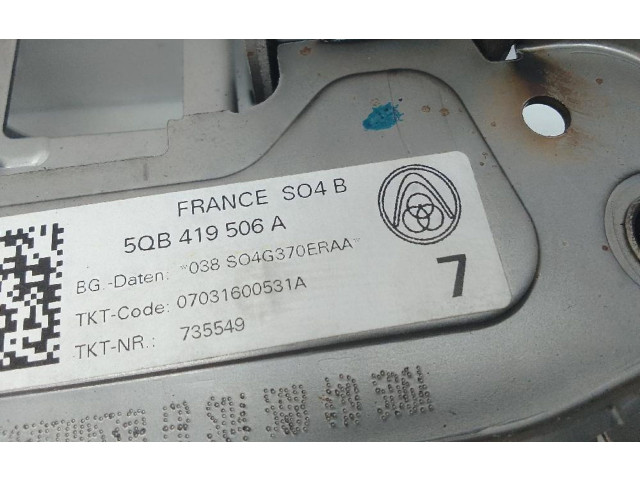 FRANCE SO4 B
5QB 419 506 A
BG.-Daten: "038 SO4G370ERAA"
TKT-Code: 07031600531A
TKT-NR.: 735549
7